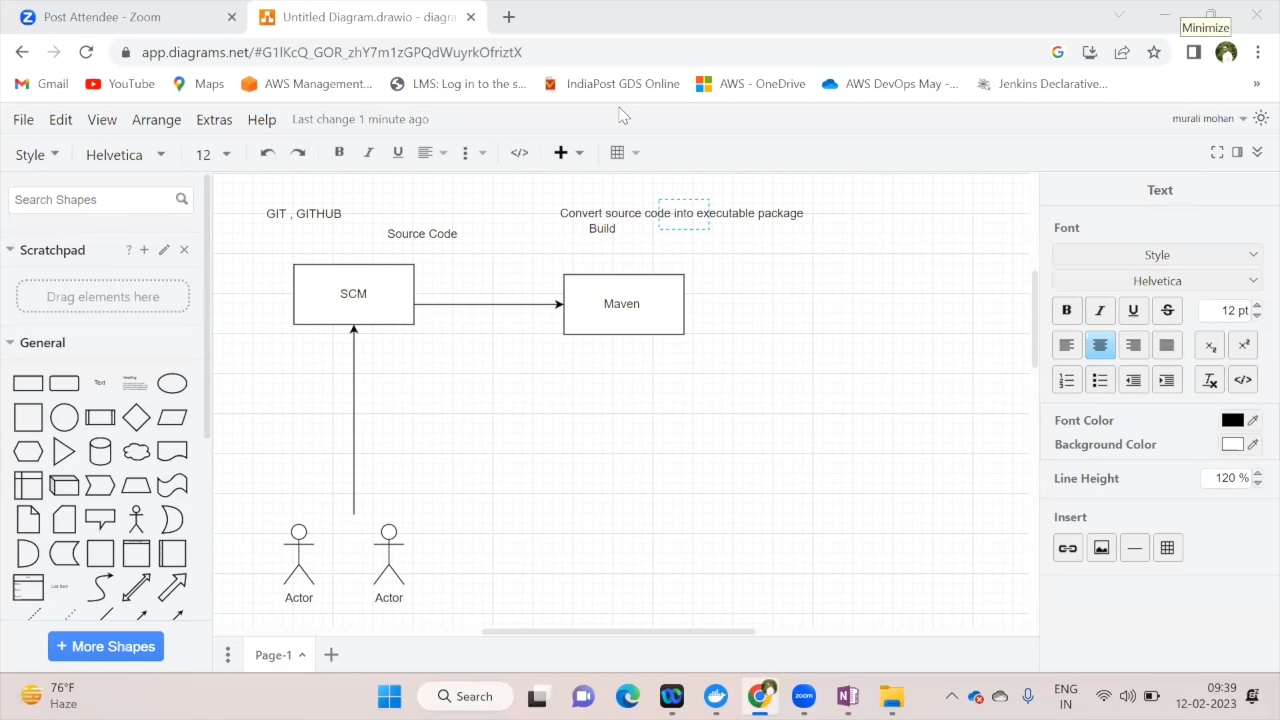 Post Attendee - Zoom
Untitled Diagram.drawio - diagra
Minimize
app.diagrams.net/#G1lKcQ_GOR_zhY7m1zGPQdWuyrkOfriztX
Gmail
YouTube
Maps
AWS Management...
LMS: Log in to the s...
IndiaPost GDS Online
AWS - OneDrive
AWS DevOps May -...
Jenkins Declarative...
»
File
Edit
View
Arrange
Extras
Help
Last change 1 minute ago
murali mohan
Style
Helvetica
12
B
I
U
Search Shapes
Scratchpad
?
Drag elements here
General
Text
Heading
List Item
+ More Shapes
GIT , GITHUB
Source Code
Convert source code into executable package
Build
SCM
Maven
Actor
Actor
Page-1
Text
Font
Style
Helvetica
B
I
U
S
12 pt
Font Color
Background Color
Line Height
120 %
Insert
76°F
Haze
Search
zoom
ENG
IN
09:39
12-02-2023